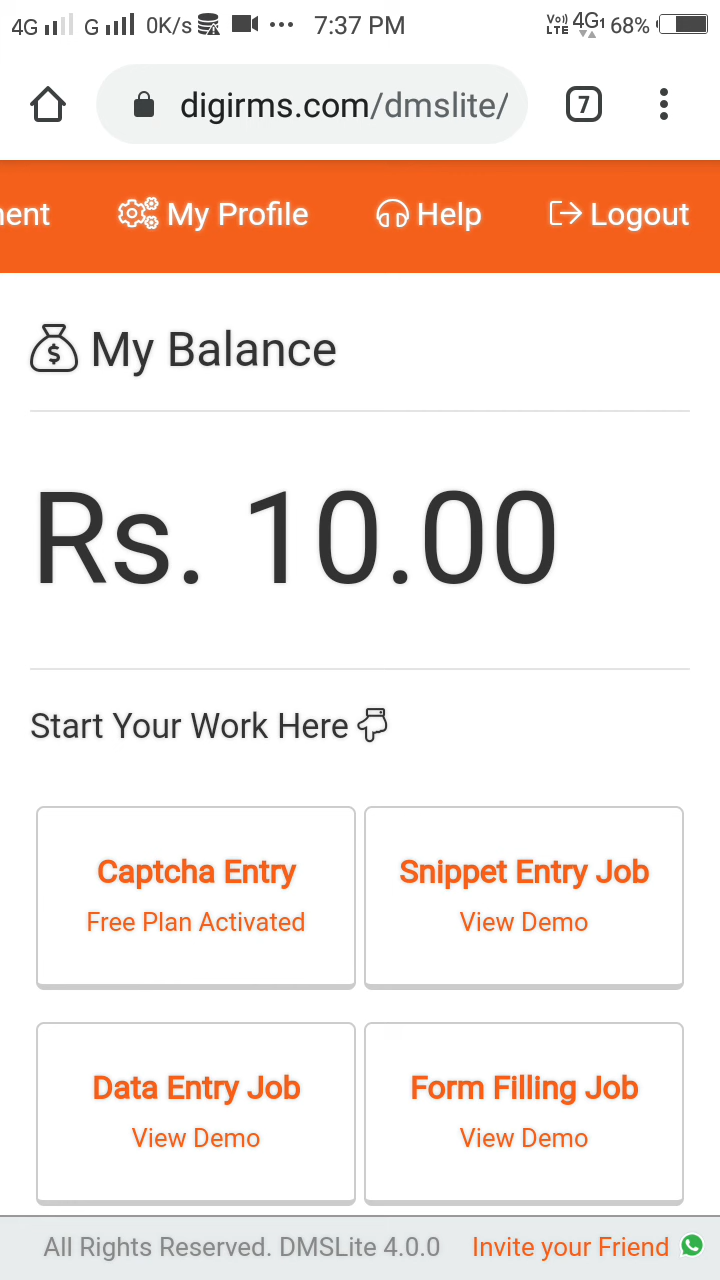 4G G 0K/s 7:37 PM Vo)) LTE 4G1 68%
digirms.com/dmslite/ 7
nent My Profile Help Logout
My Balance
Rs. 10.00
Start Your Work Here
Captcha Entry Snippet Entry Job
Free Plan Activated View Demo
Data Entry Job Form Filling Job
View Demo View Demo
All Rights Reserved. DMSLite 4.0.0 Invite your Friend